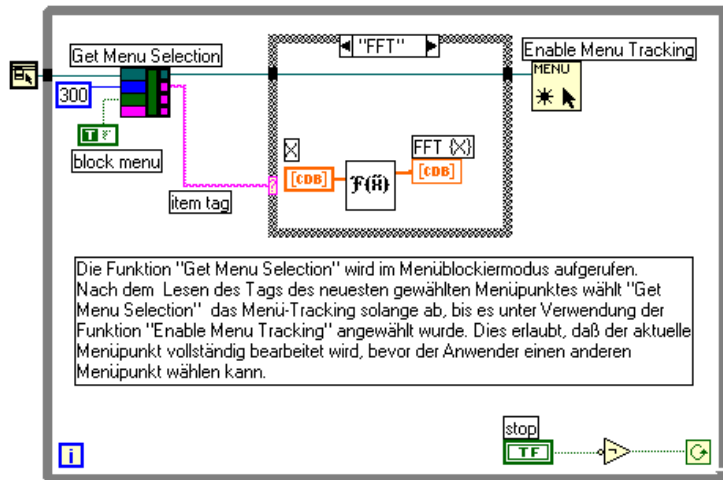 Get Menu Selection
"FFT"
Enable Menu Tracking
MENU
300
T F
block menu
X
FFT {X}
[CDB]
[CDB]
F(x)
?
item tag
Die Funktion "Get Menu Selection" wird im Menüblockiermodus aufgerufen.
Nach dem Lesen des Tags des neuesten gewählten Menüpunktes wählt "Get
Menu Selection" das Menü-Tracking solange ab, bis es unter Verwendung der
Funktion "Enable Menu Tracking" angewählt wurde. Dies erlaubt, daß der aktuelle
Menüpunkt vollständig bearbeitet wird, bevor der Anwender einen anderen
Menüpunkt wählen kann.
stop
TF
i